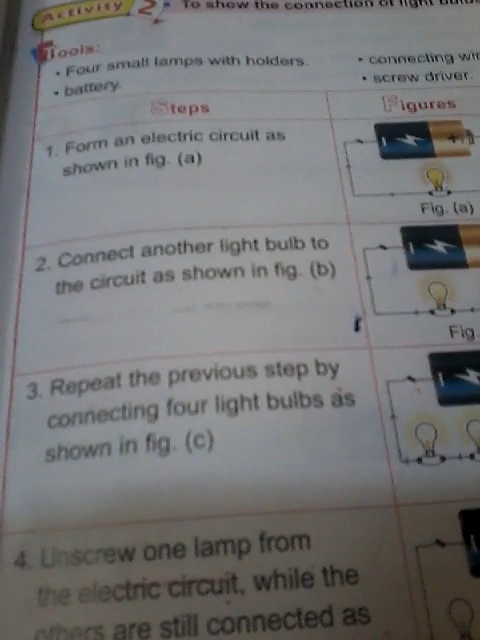 Activity 2: To show the connection of light
Tools:
• Four small lamps with holders.
• connecting
• battery.
• screw driver.
Steps
Figures
1. Form an electric circuit as
shown in fig. (a)
Fig. (a)
2. Connect another light bulb to
the circuit as shown in fig. (b)
Fig.
3. Repeat the previous step by
connecting four light bulbs as
shown in fig. (c)
4. Unscrew one lamp from
the electric circuit, while the
others are still connected as